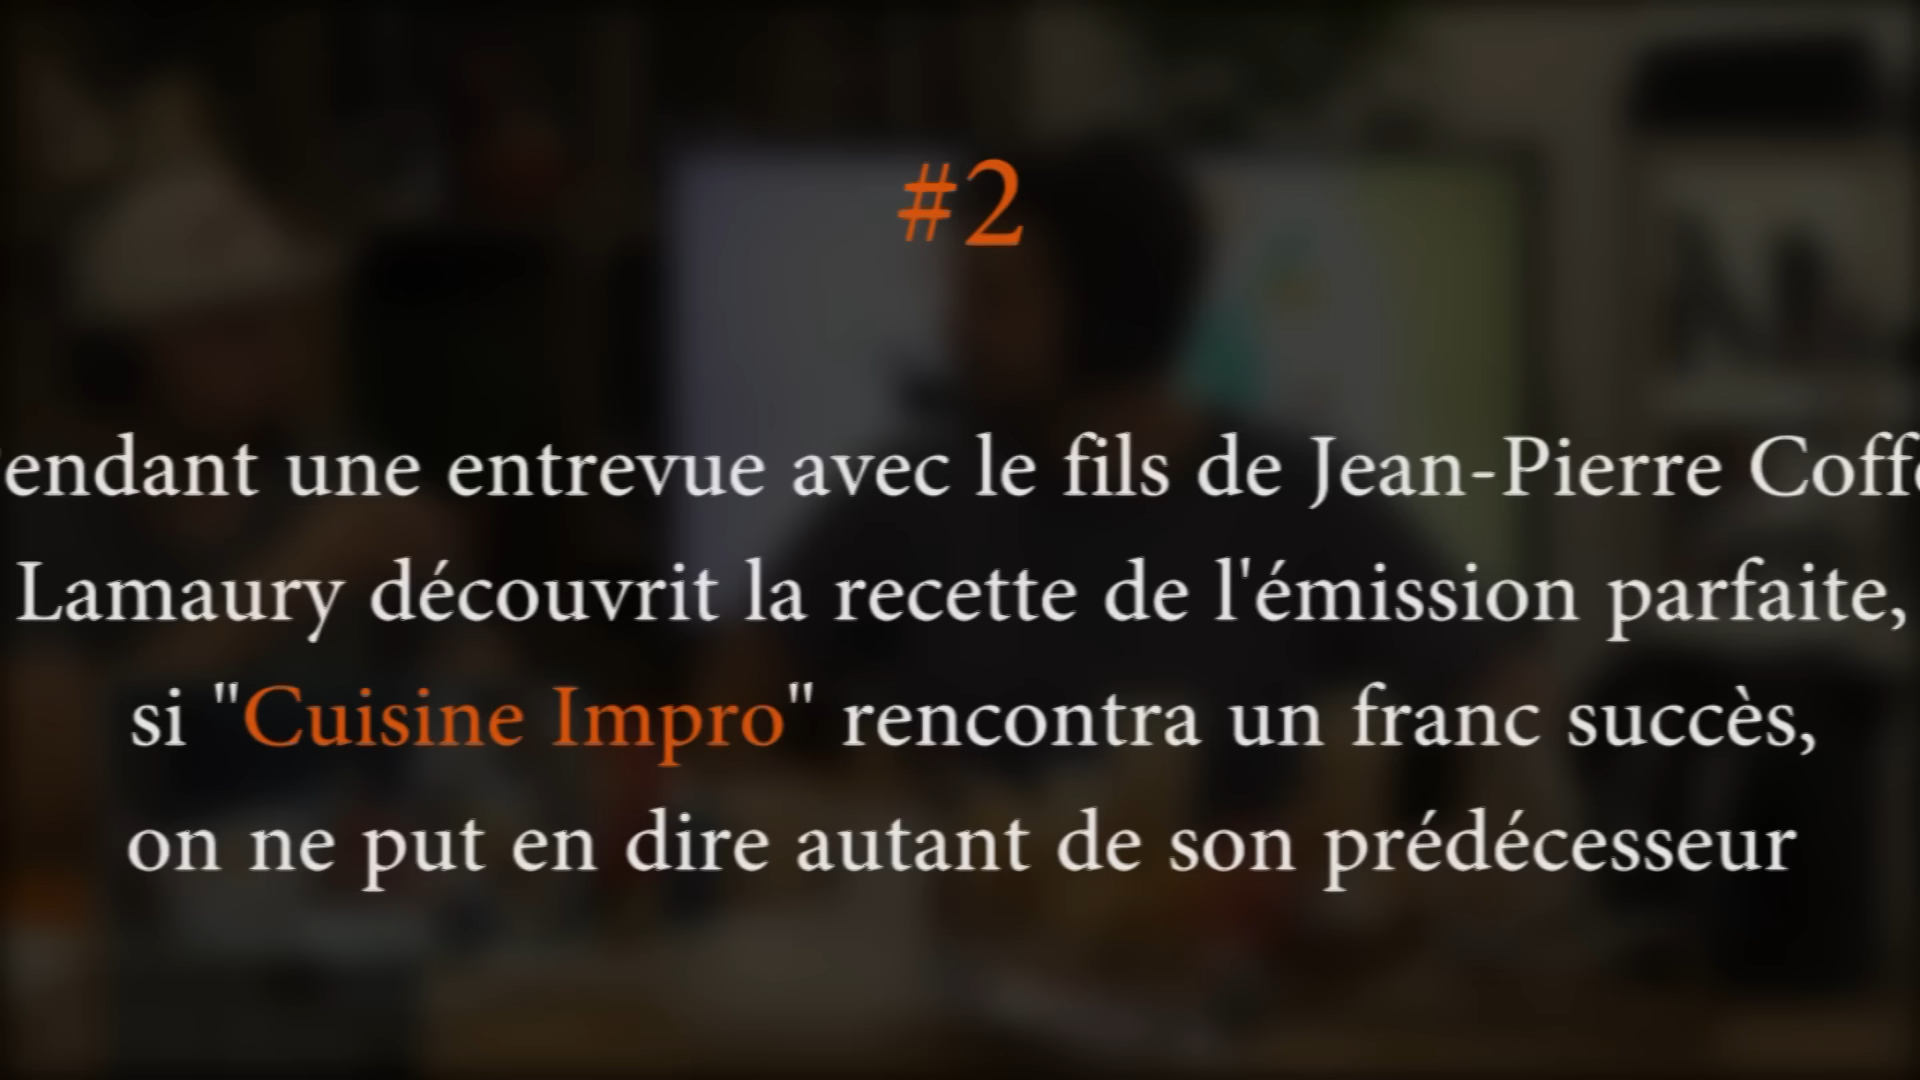 #2
endant une entrevue avec le fils de Jean-Pierre Coff
Lamaury découvrit la recette de l'émission parfaite,
si "Cuisine Impro" rencontra un franc succès,
on ne put en dire autant de son prédécesseur